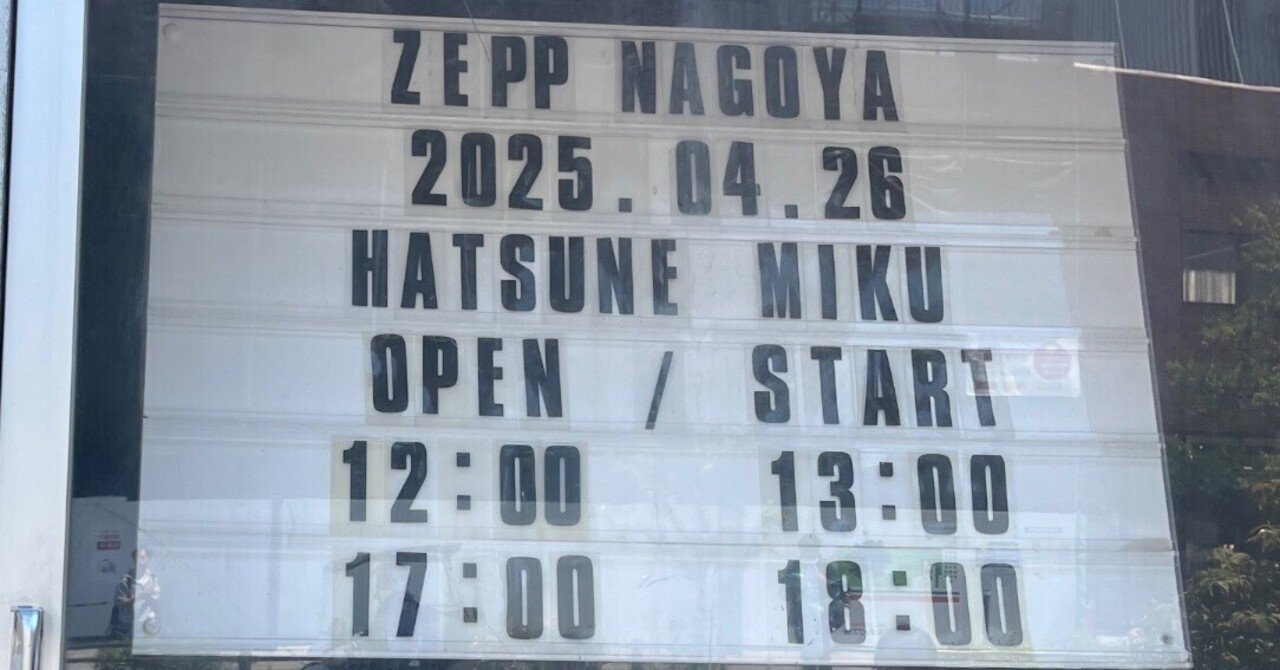 ZEPP NAGOYA
2025.04.26
HATSUNE MIKU
OPEN / START
12:00 13:00
17:00 18:00